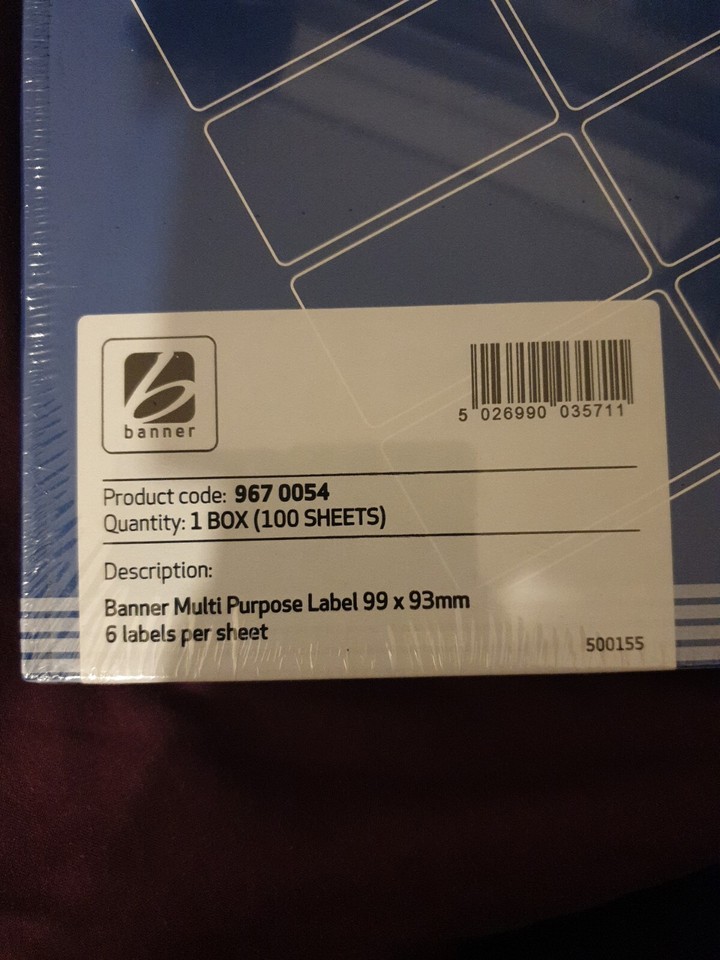 b
banner
5 026990 035711
Product code: 967 0054
Quantity: 1 BOX (100 SHEETS)
Description:
Banner Multi Purpose Label 99 x 93mm
6 labels per sheet
500155